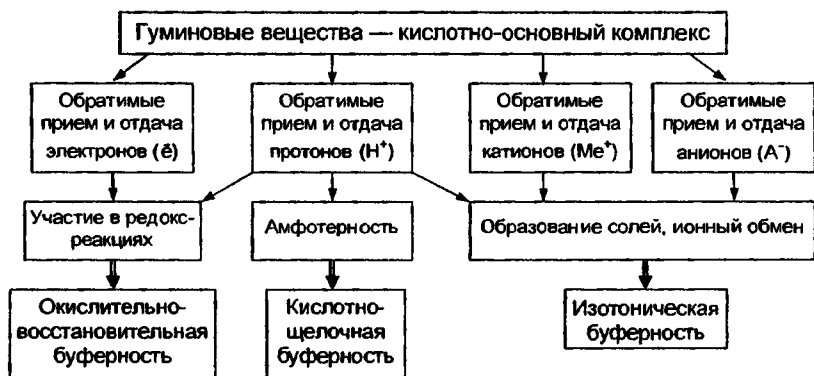 Гуминовые вещества — кислотно-основный комплекс
Обратимые
прием и отдача
электронов (ē)
Обратимые
прием и отдача
протонов (H⁺)
Обратимые
прием и отдача
катионов (Me⁺)
Обратимые
прием и отдача
анионов (A⁻)
Участие в редокс-
реакциях
Амфотерность
Образование солей, ионный обмен
Окислительно-
восстановительная
буферность
Кислотно-
щелочная
буферность
Изотоническая
буферность